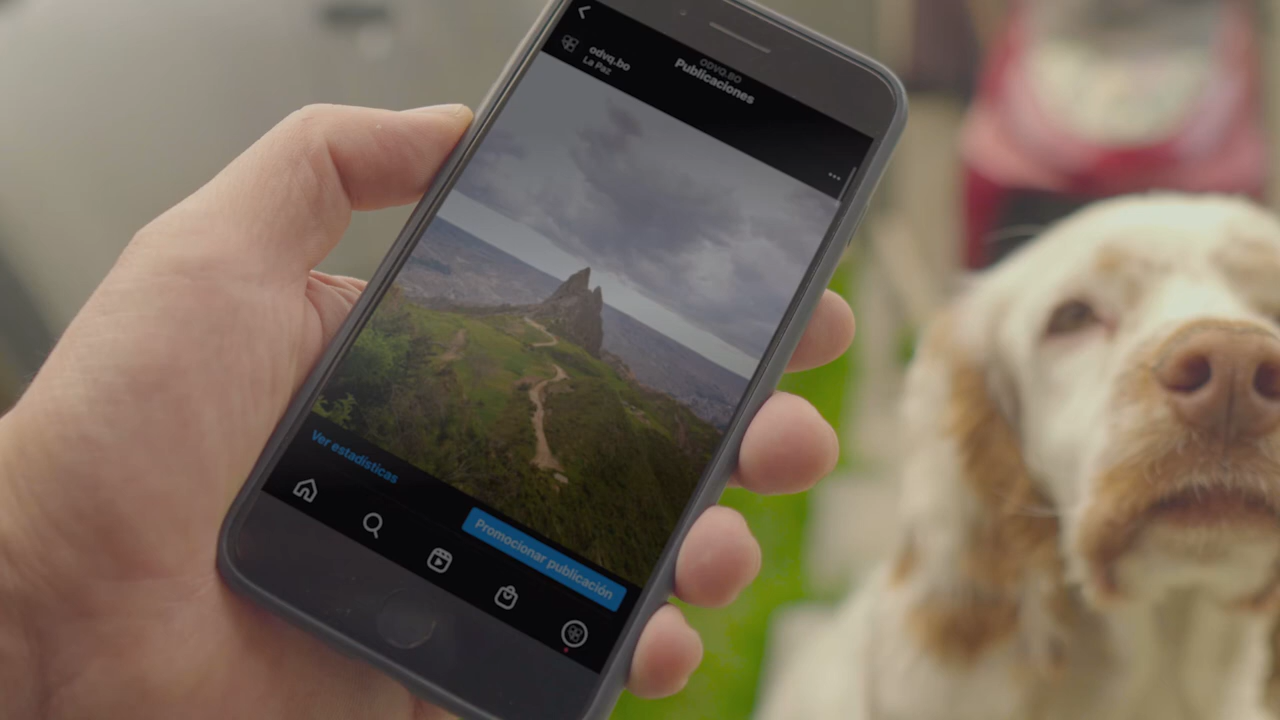 ODVQ.BO
Publicaciones
odvq.bo
La Paz
Ver estadísticas
Promocionar publicación